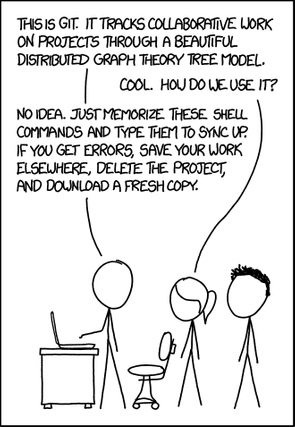 THIS IS GIT. IT TRACKS COLLABORATIVE WORK
ON PROJECTS THROUGH A BEAUTIFUL
DISTRIBUTED GRAPH THEORY TREE MODEL.
COOL. HOW DO WE USE IT?
NO IDEA. JUST MEMORIZE THESE SHELL
COMMANDS AND TYPE THEM TO SYNC UP.
IF YOU GET ERRORS, SAVE YOUR WORK
ELSEWHERE, DELETE THE PROJECT,
AND DOWNLOAD A FRESH COPY.